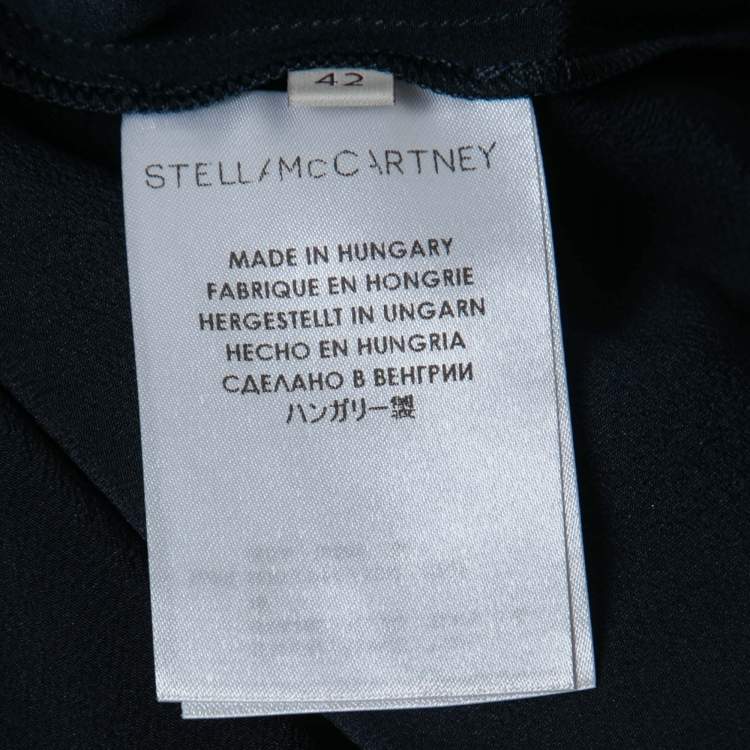 42
STELLA McCARTNEY
MADE IN HUNGARY
FABRIQUE EN HONGRIE
HERGESTELLT IN UNGARN
HECHO EN HUNGRIA
СДЕЛАНО В ВЕНГРИИ
ハンガリー製